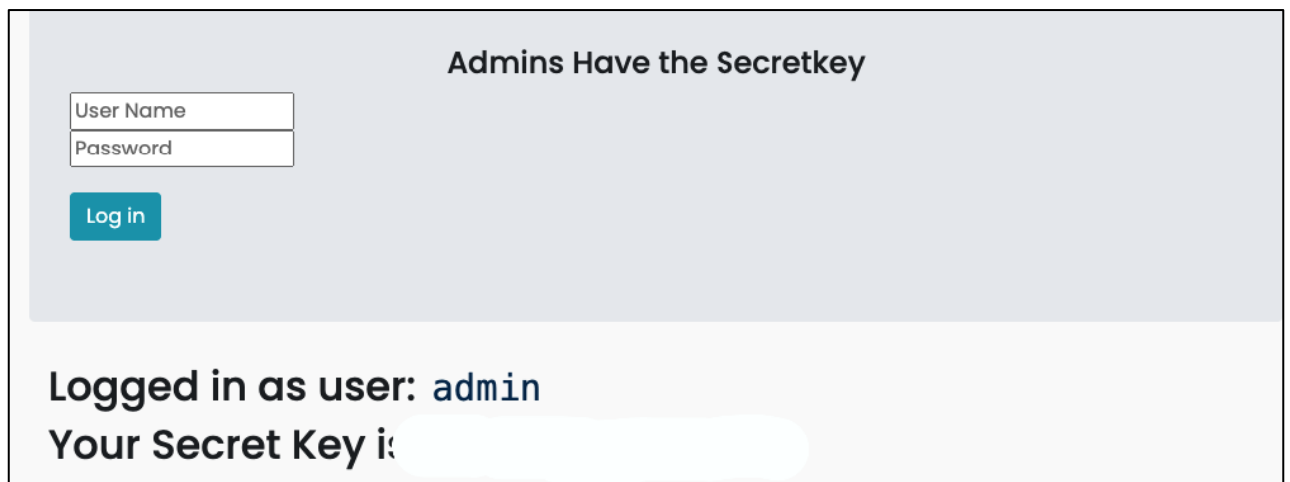 Admins Have the Secretkey
User Name
Password
Log in
Logged in as user: admin
Your Secret Key is